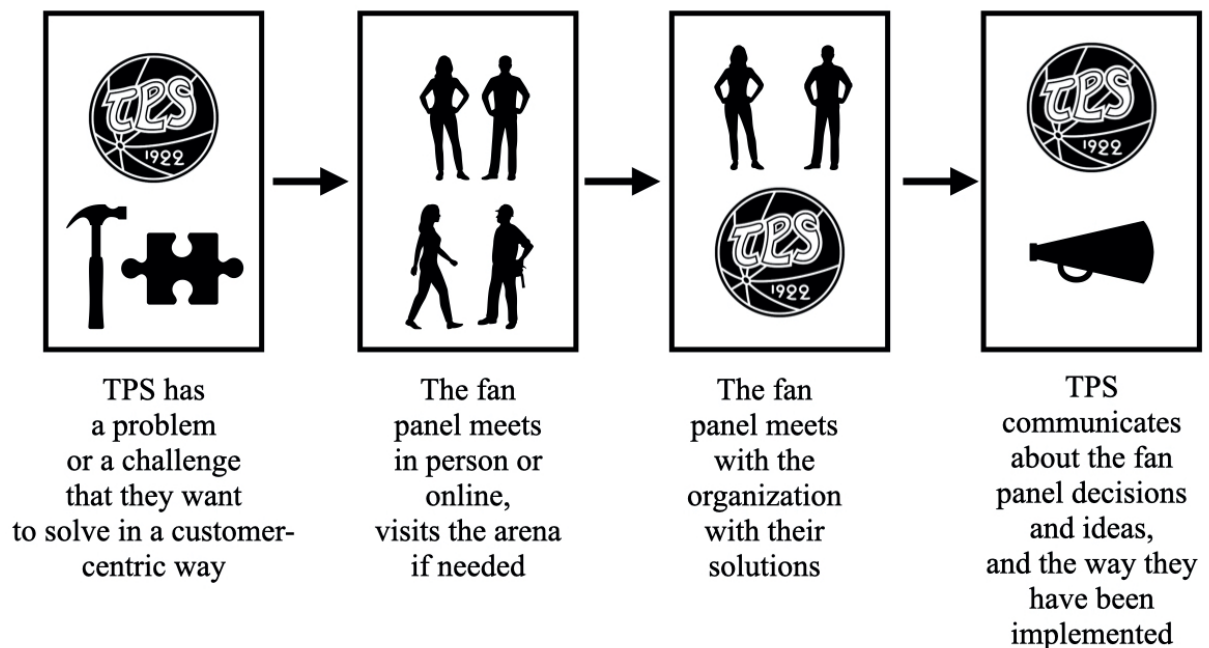 TPS
1922
TPS
1922
TPS
1922
TPS has
a problem
or a challenge
that they want
to solve in a customer-
centric way
The fan
panel meets
in person or
online,
visits the arena
if needed
The fan
panel meets
with the
organization
with their
solutions
TPS
communicates
about the fan
panel decisions
and ideas,
and the way they
have been
implemented